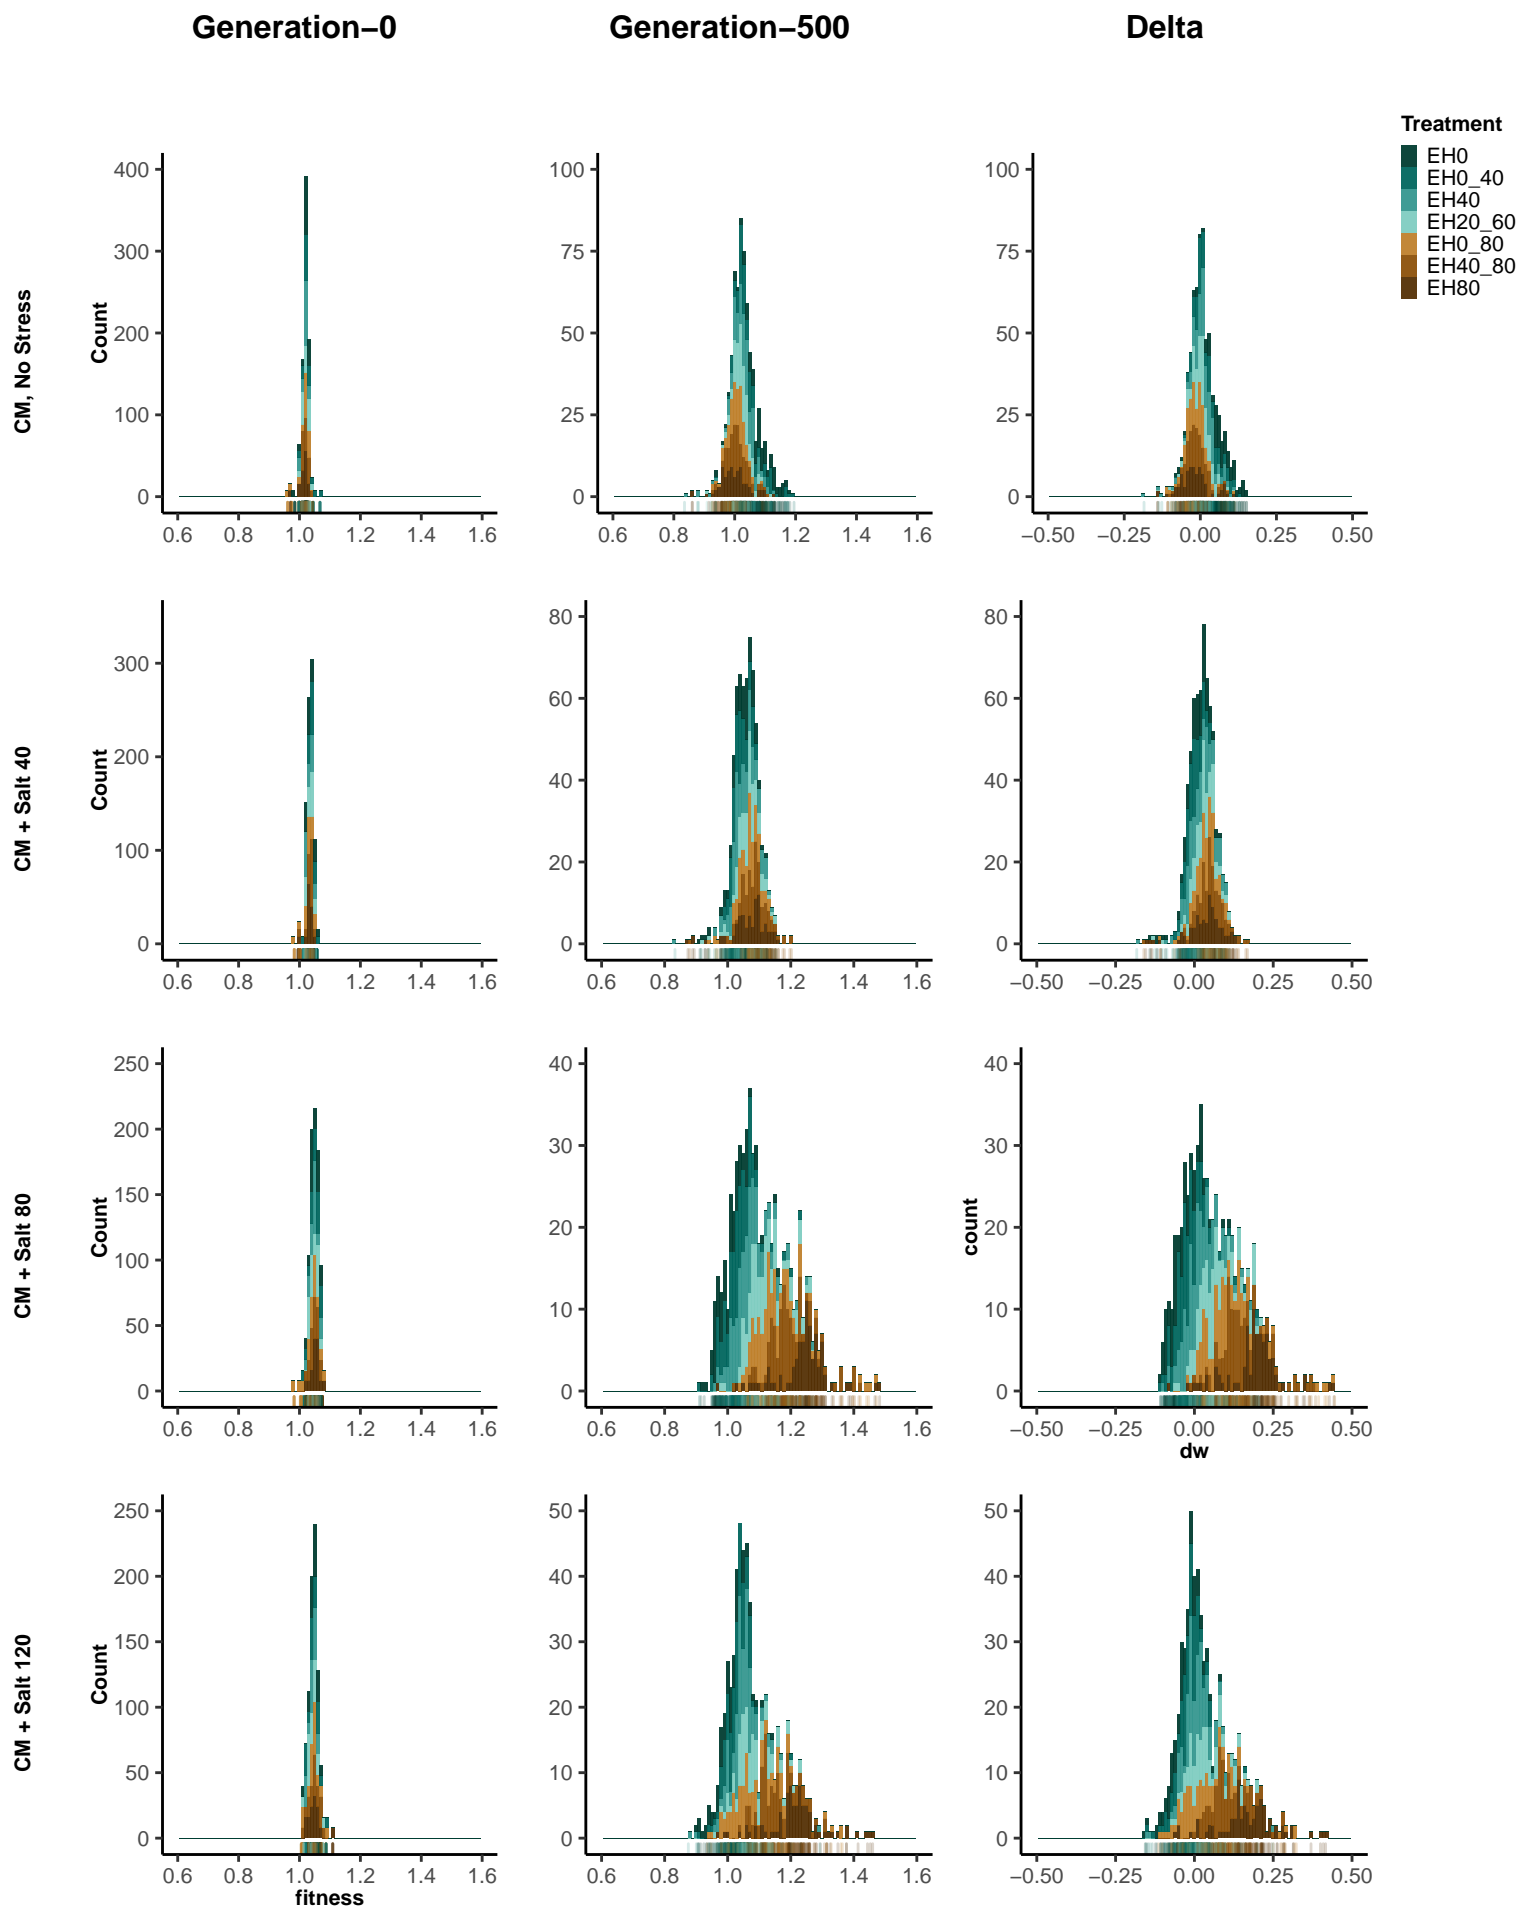 Generation−0 Generation−500 Delta
Treatment
EH0
EH0_40
EH40
EH20_60
EH0_80
EH40_80
EH80
CM, No Stress
Count
400
300
200
100
0
0.6 0.8 1.0 1.2 1.4 1.6
100
75
50
25
0
0.6 0.8 1.0 1.2 1.4 1.6
100
75
50
25
0
−0.50 −0.25 0.00 0.25 0.50
CM + Salt 40
Count
300
200
100
0
0.6 0.8 1.0 1.2 1.4 1.6
80
60
40
20
0
0.6 0.8 1.0 1.2 1.4 1.6
80
60
40
20
0
−0.50 −0.25 0.00 0.25 0.50
CM + Salt 80
Count
250
200
150
100
50
0
0.6 0.8 1.0 1.2 1.4 1.6
40
30
20
10
0
0.6 0.8 1.0 1.2 1.4 1.6
count
40
30
20
10
0
−0.50 −0.25 0.00 0.25 0.50
dw
CM + Salt 120
Count
250
200
150
100
50
0
0.6 0.8 1.0 1.2 1.4 1.6
fitness
50
40
30
20
10
0
0.6 0.8 1.0 1.2 1.4 1.6
50
40
30
20
10
0
−0.50 −0.25 0.00 0.25 0.50